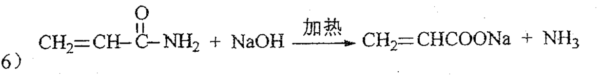 O
6) CH₂=CH-C-NH₂ + NaOH 加热 CH₂=CHCOONa + NH₃